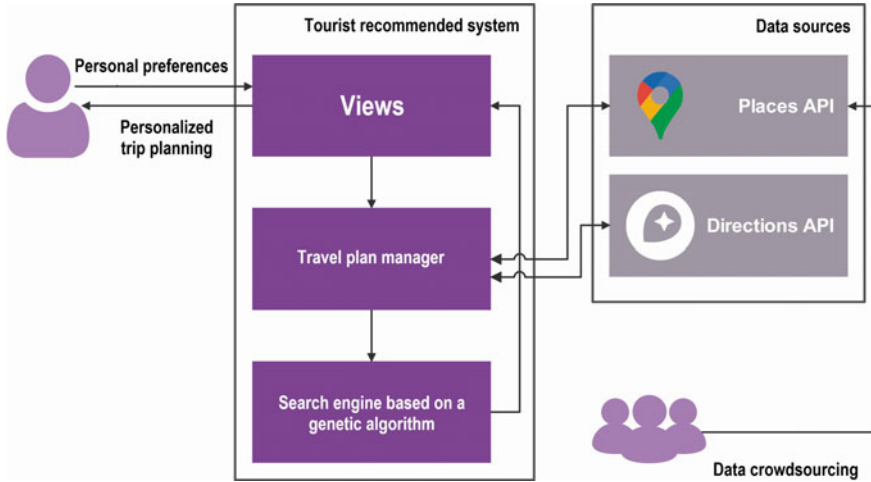 Tourist recommended system
Data sources
Personal preferences
Views
Personalized
trip planning
Places API
Directions API
Travel plan manager
Search engine based on a
genetic algorithm
Data crowdsourcing